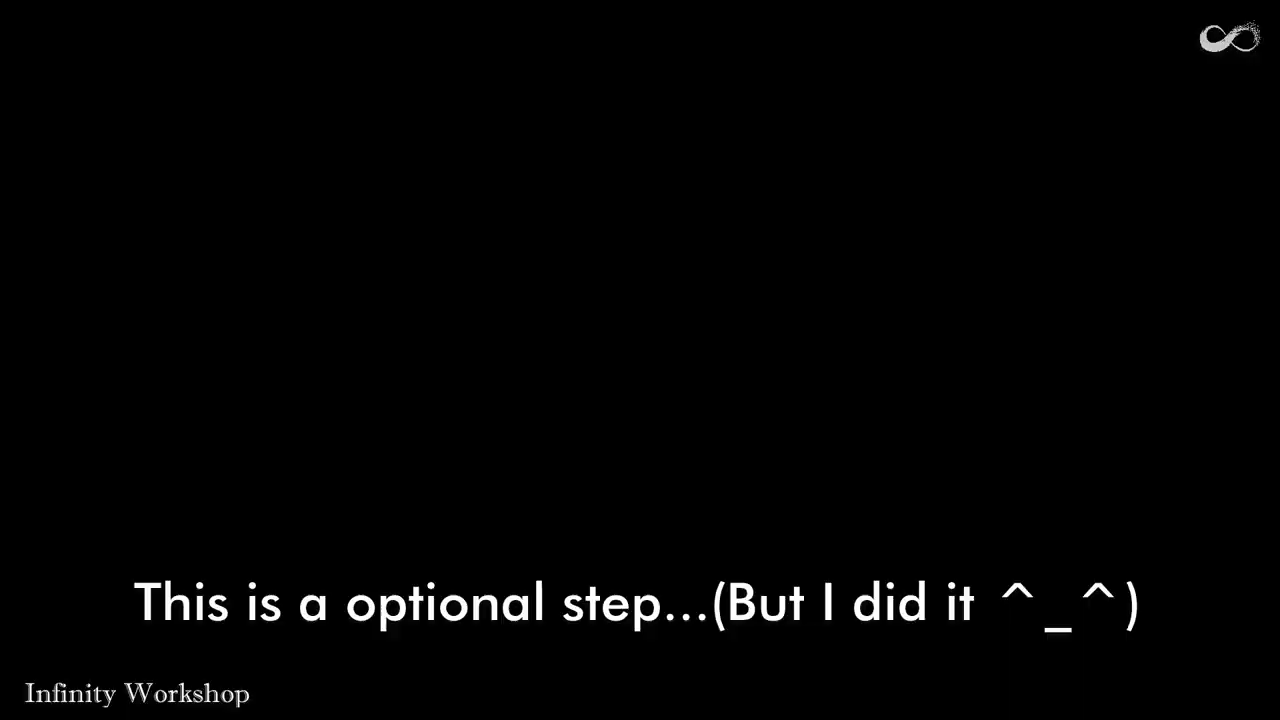 This is a optional step...(But I did it ^_^)
Infinity Workshop